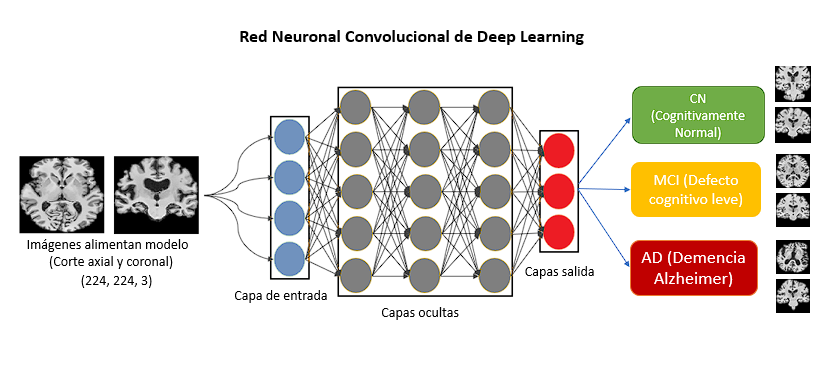 Red Neuronal Convolucional de Deep Learning
CN
(Cognitivamente
Normal)
MCI (Defecto
cognitivo leve)
AD (Demencia
Alzheimer)
Imágenes alimentan modelo
(Corte axial y coronal)
(224, 224, 3)
Capa de entrada
Capas ocultas
Capas salida